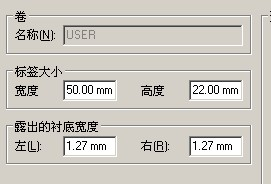 卷
名称(N): USER
标签大小
宽度 50.00 mm 高度 22.00 mm
露出的衬底宽度
左(L): 1.27 mm 右(R): 1.27 mm